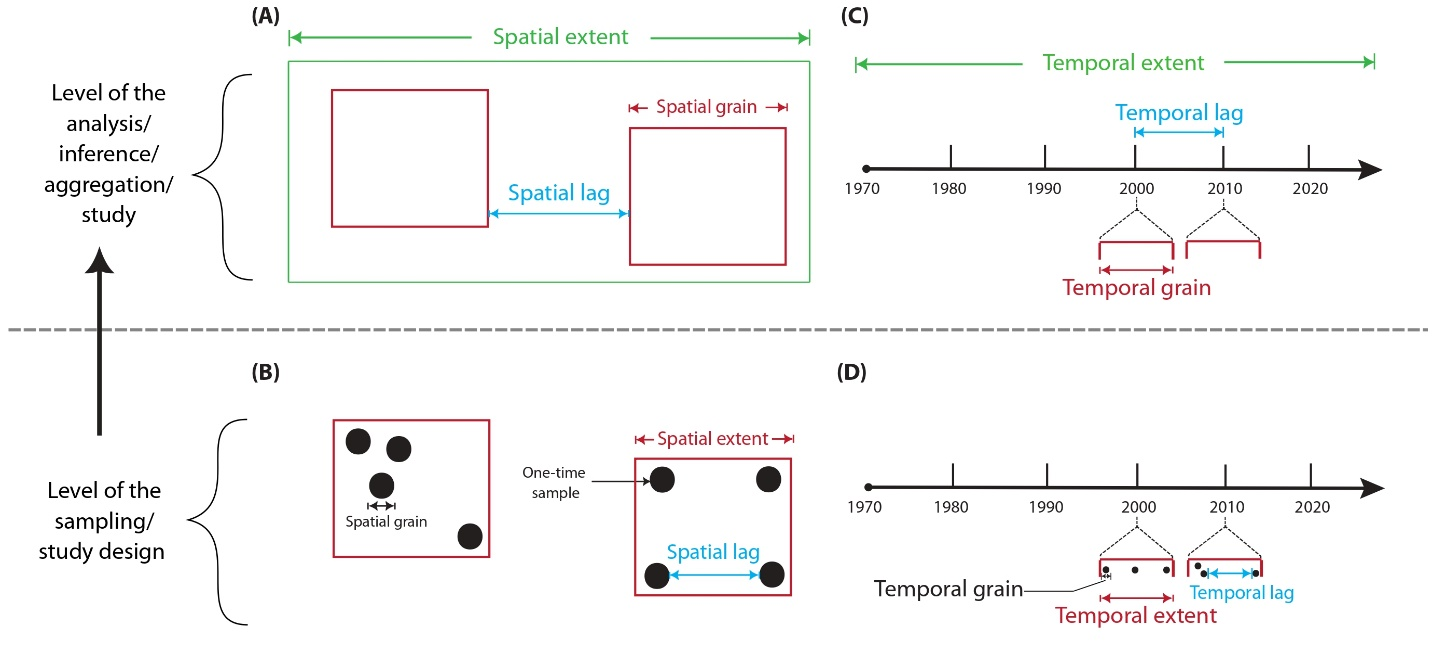 (A)
Spatial extent
Level of the
analysis/
inference/
aggregation/
study
Spatial grain
Spatial lag
(C)
Temporal extent
Temporal lag
1970
1980
1990
2000
2010
2020
Temporal grain
(B)
Level of the
sampling/
study design
Spatial grain
One-time
sample
Spatial extent
Spatial lag
(D)
1970
1980
1990
2000
2010
2020
Temporal grain
Temporal lag
Temporal extent